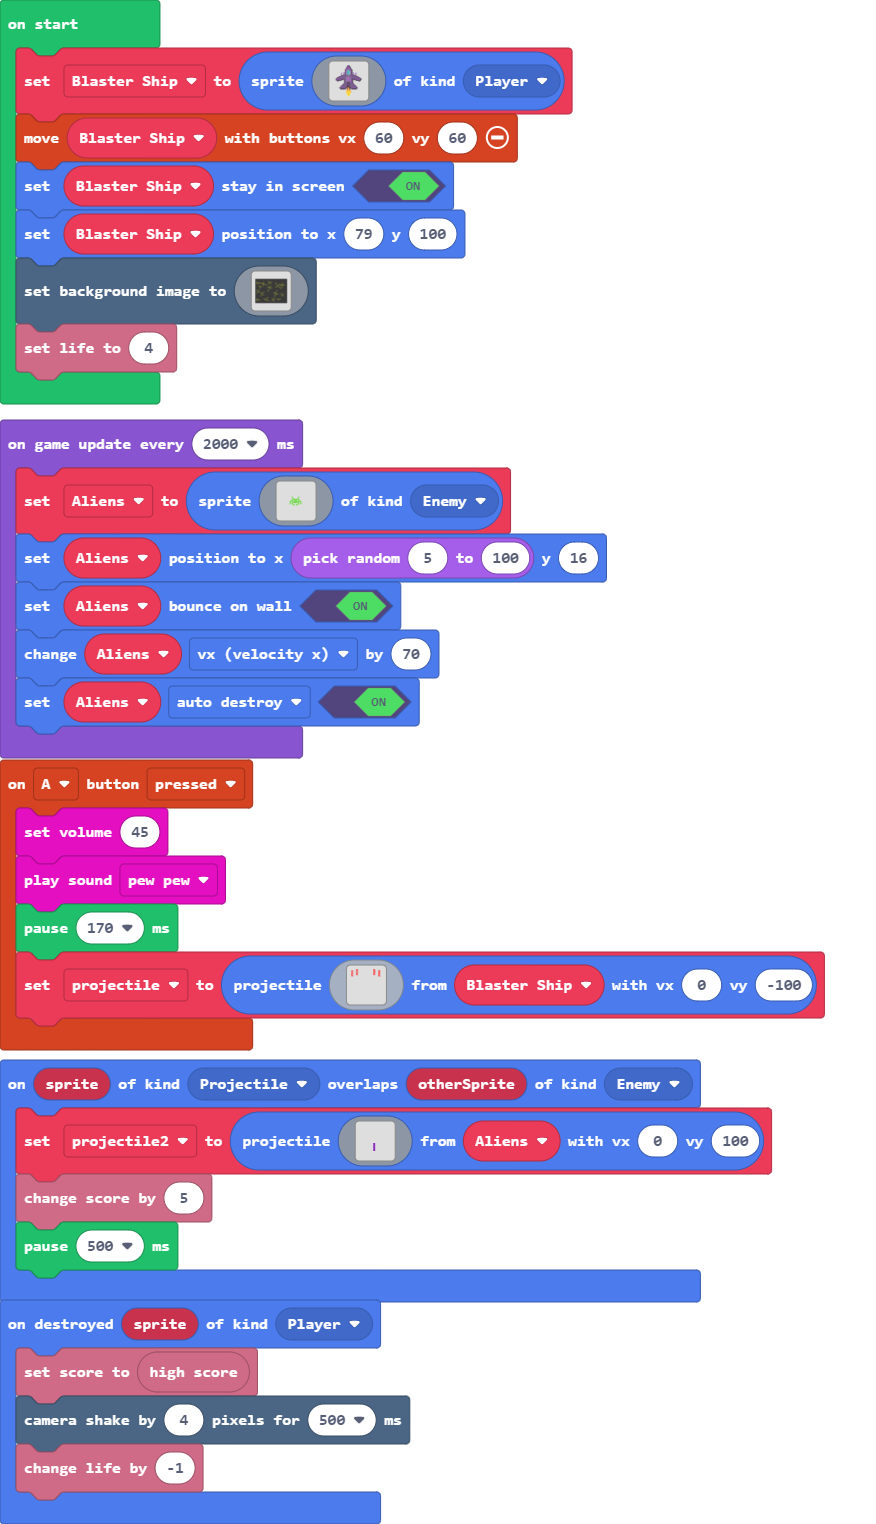 on start
set Blaster Ship to sprite of kind Player
move Blaster Ship with buttons vx 60 vy 60
set Blaster Ship stay in screen ON
set Blaster Ship position to x 79 y 100
set background image to
set life to 4
on game update every 2000 ms
set Aliens to sprite of kind Enemy
set Aliens position to x pick random 5 to 100 y 16
set Aliens bounce on wall ON
change Aliens vx (velocity x) by 70
set Aliens auto destroy ON
on A button pressed
set volume 45
play sound pew pew
pause 170 ms
set projectile to projectile from Blaster Ship with vx 0 vy -100
on sprite of kind Projectile overlaps otherSprite of kind Enemy
set projectile2 to projectile from Aliens with vx 0 vy 100
change score by 5
pause 500 ms
on destroyed sprite of kind Player
set score to high score
camera shake by 4 pixels for 500 ms
change life by -1